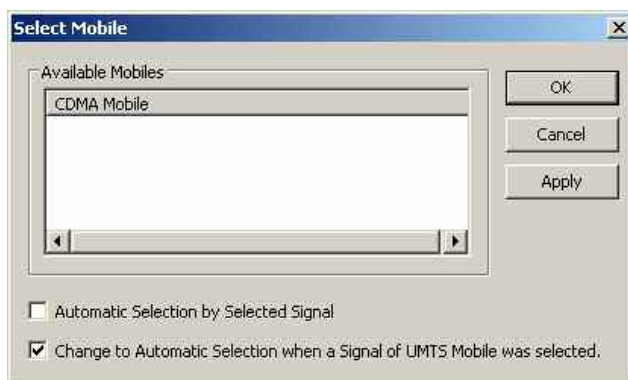 Select Mobile
Available Mobiles
CDMA Mobile
OK
Cancel
Apply
Automatic Selection by Selected Signal
Change to Automatic Selection when a Signal of UMTS Mobile was selected.